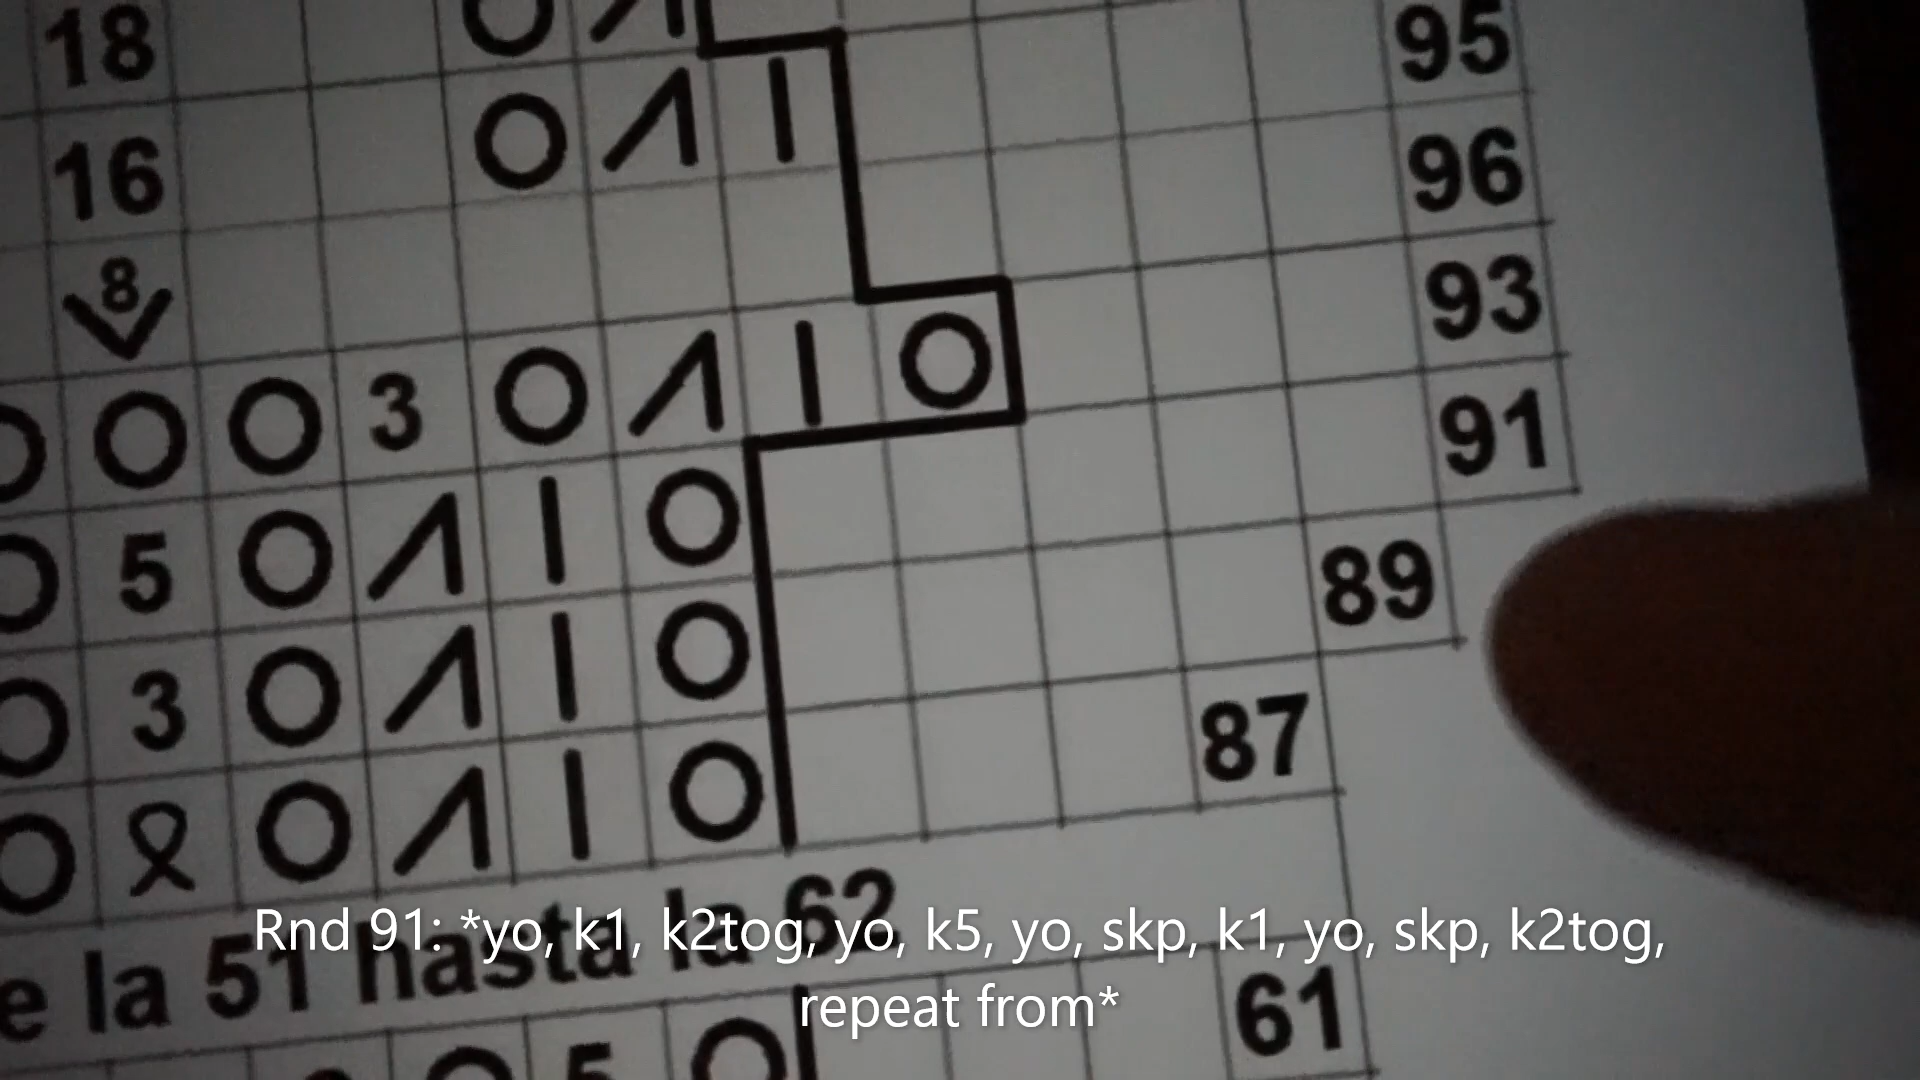 18 95
16 96
8 93
3 91
5 89
3 87
e la 51 hasta la 62
5 61
Rnd 91: *yo, k1, k2tog, yo, k5, yo, skp, k1, yo, skp, k2tog,
repeat from*